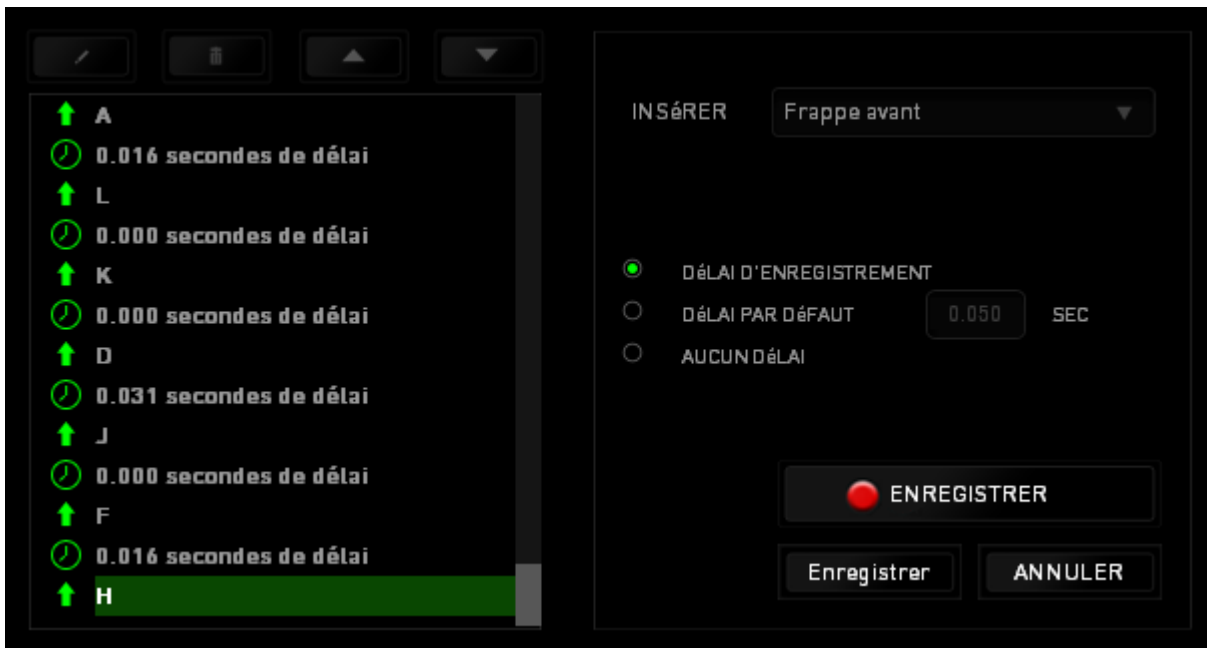 A
0.016 secondes de délai
L
0.000 secondes de délai
K
0.000 secondes de délai
D
0.031 secondes de délai
J
0.000 secondes de délai
F
0.016 secondes de délai
H
INSéRER Frappe avant
DéLAI D'ENREGISTREMENT
DéLAI PAR DéFAUT 0.050 SEC
AUCUN DéLAI
ENREGISTRER
Enregistrer ANNULER